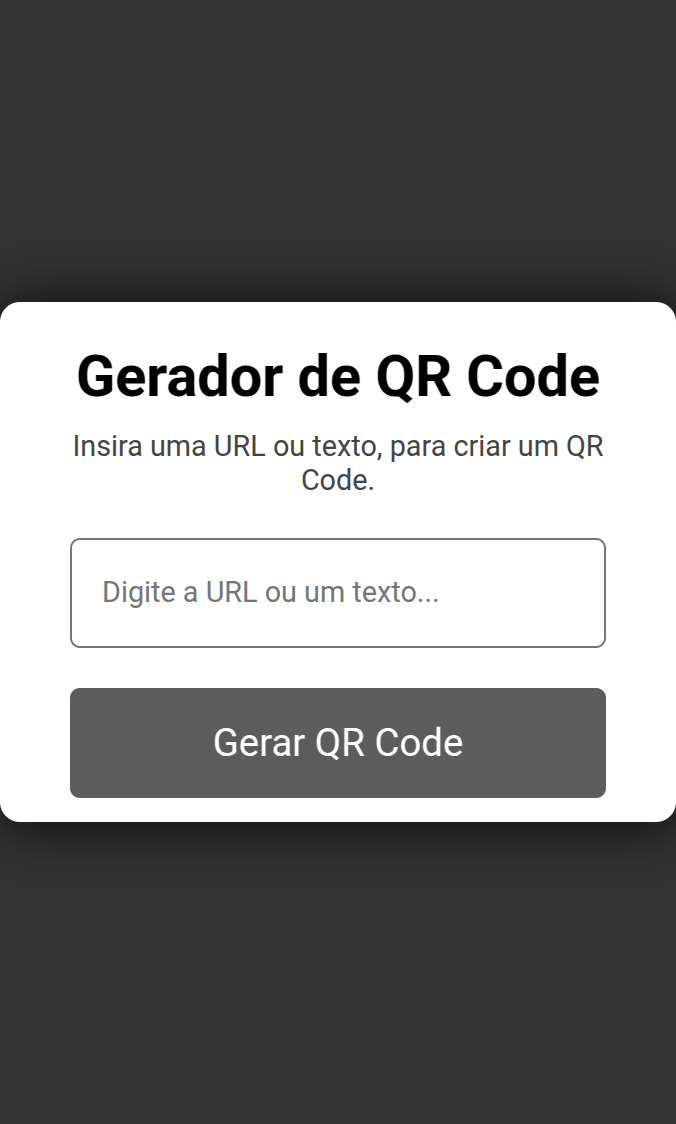 Gerador de QR Code
Insira uma URL ou texto, para criar um QR
Code.
Digite a URL ou um texto...
Gerar QR Code